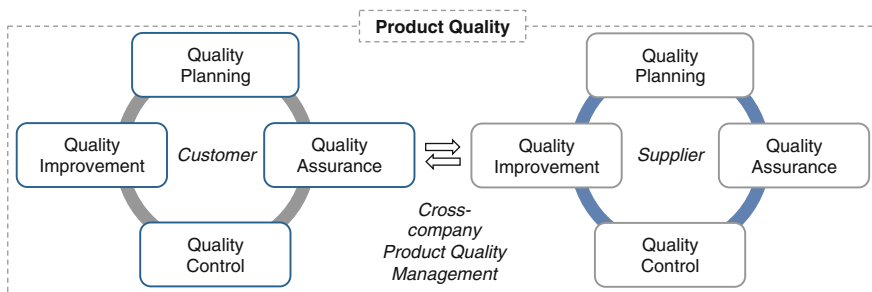 Product Quality
Quality
Planning
Quality
Improvement
Customer
Quality
Assurance
Quality
Control
Cross-
company
Product Quality
Management
Quality
Planning
Quality
Improvement
Supplier
Quality
Assurance
Quality
Control